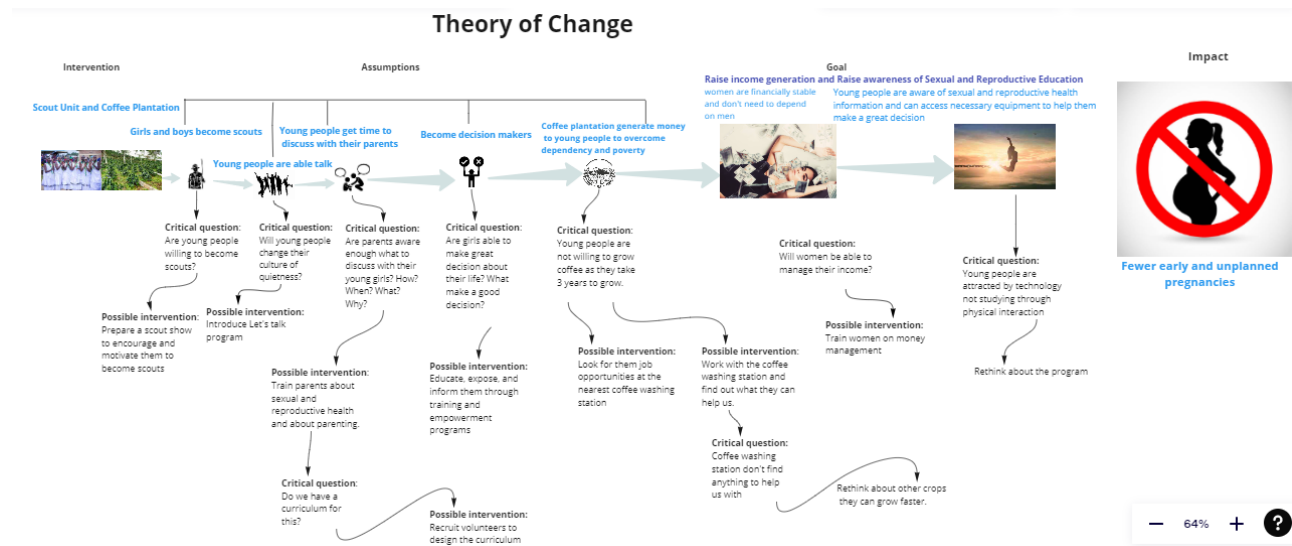 Theory of Change
Intervention
Assumptions
Goal
Impact
Scout Unit and Coffee Plantation
Girls and boys become scouts
Young people are able talk
Young people get time to
discuss with their parents
Become decision makers
Coffee plantation generate money
to young people to overcome
dependency and poverty
Raise income generation and Raise awareness of Sexual and Reproductive Education
women are financially stable
and don't need to depend
on men
Young people are aware of sexual and reproductive health
information and can access necessary equipment to help them
make a great decision
Fewer early and unplanned
pregnancies
Critical question:
Are young people
willing to become
scouts?
Possible intervention:
Prepare a scout show
to encourage and
motivate them to
become scouts
Critical question:
Will young people
change their
culture of
quietness?
Possible intervention:
Introduce Let's talk
program
Critical question:
Are parents aware
enough what to
discuss with their
young girls? How?
When? What?
Why?
Possible intervention:
Train parents about
sexual and
reproductive health
and about parenting.
Critical question:
Do we have a
curriculum for
this?
Possible intervention:
Recruit volunteers to
design the curriculum
Critical question:
Are girls able to
make great
decision about
their life? What
make a good
decision?
Possible intervention:
Educate, expose, and
inform them through
training and
empowerment
programs
Critical question:
Young people are
not willing to grow
coffee as they take
3 years to grow.
Possible intervention:
Look for them job
opportunities at the
nearest coffee washing
station
Possible intervention:
Work with the coffee
washing station and
find out what they can
help us.
Critical question:
Coffee washing
station don't find
anything to help
us with
Rethink about other crops
they can grow faster.
Critical question:
Will women be able to
manage their income?
Possible intervention:
Train women on money
management
Critical question:
Young people are
attracted by technology
not studying through
physical interaction
Rethink about the program
64%
?